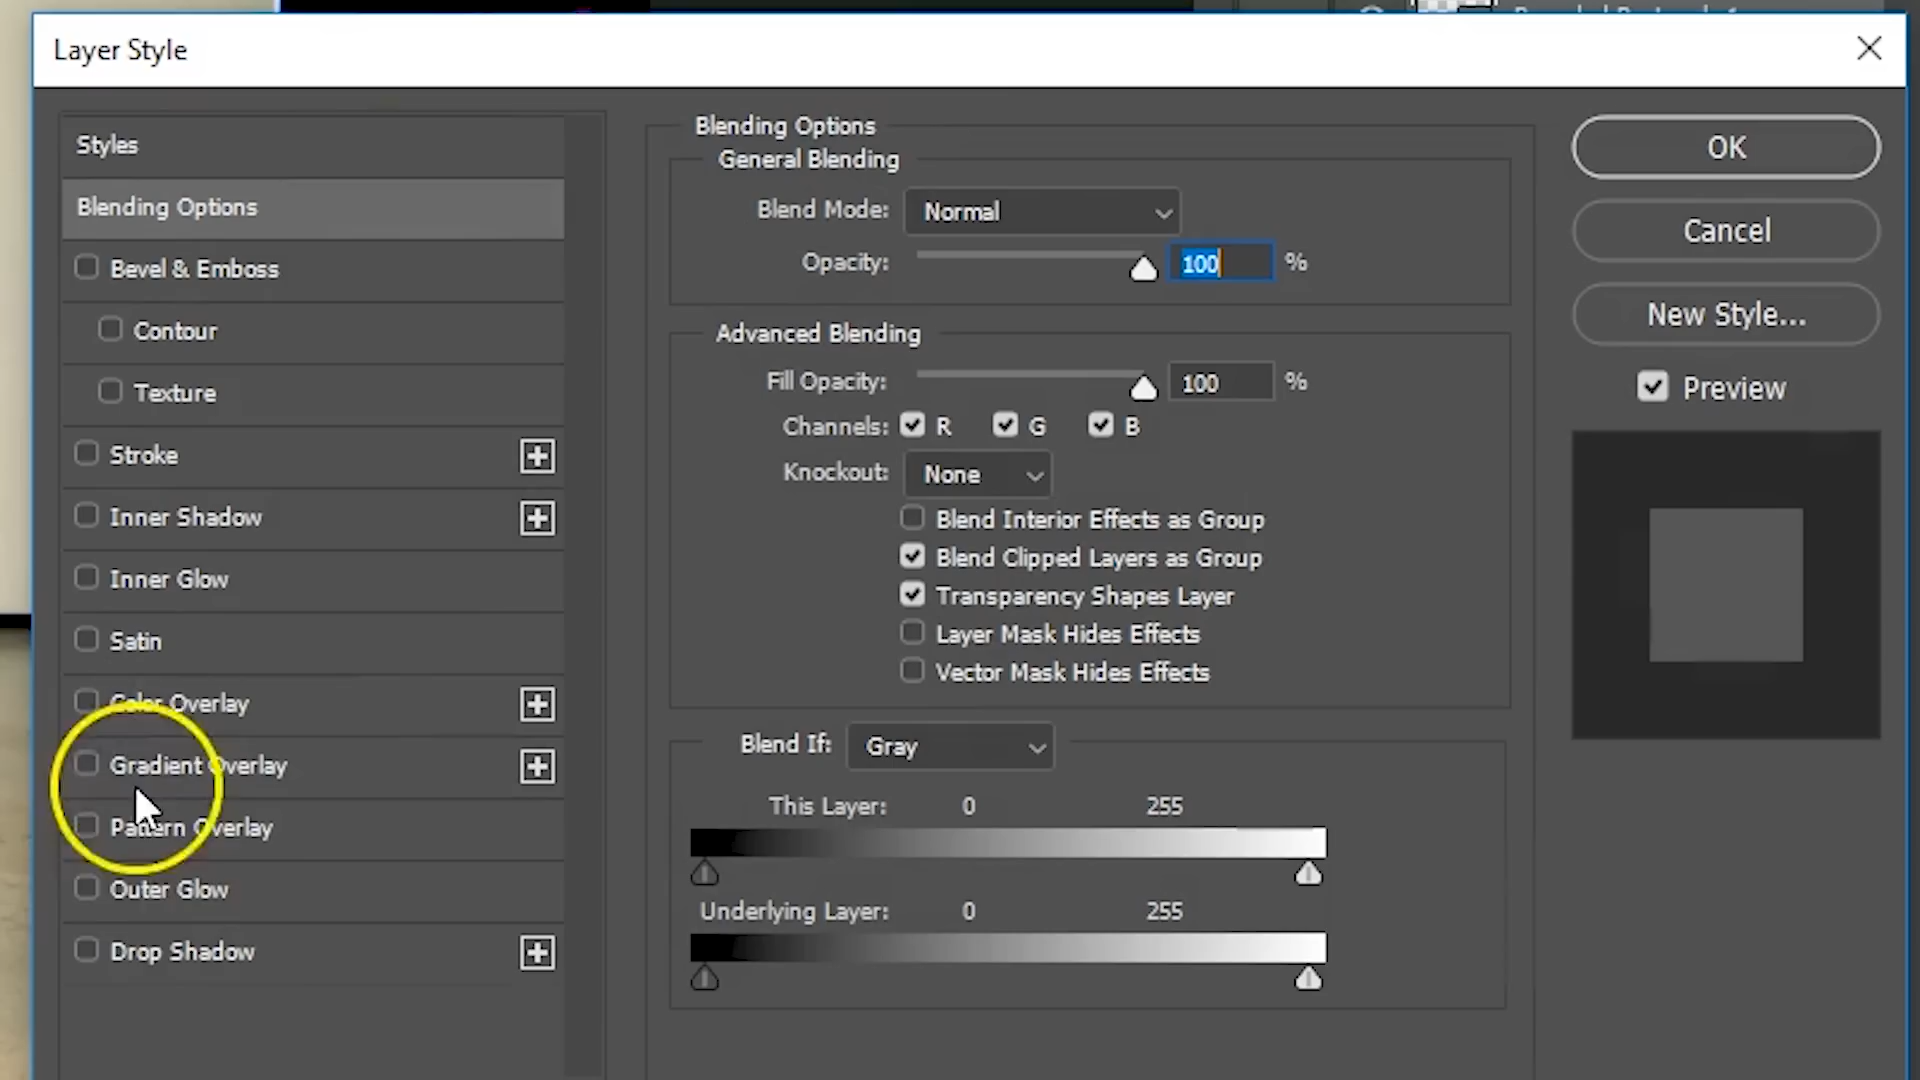 Layer Style
Styles
Blending Options
Bevel & Emboss
Contour
Texture
Stroke
Inner Shadow
Inner Glow
Satin
Color Overlay
Gradient Overlay
Pattern Overlay
Outer Glow
Drop Shadow
Blending Options
General Blending
Blend Mode: Normal
Opacity: 100 %
Advanced Blending
Fill Opacity: 100 %
Channels: R G B
Knockout: None
Blend Interior Effects as Group
Blend Clipped Layers as Group
Transparency Shapes Layer
Layer Mask Hides Effects
Vector Mask Hides Effects
Blend If: Gray
This Layer: 0 255
Underlying Layer: 0 255
OK
Cancel
New Style...
Preview